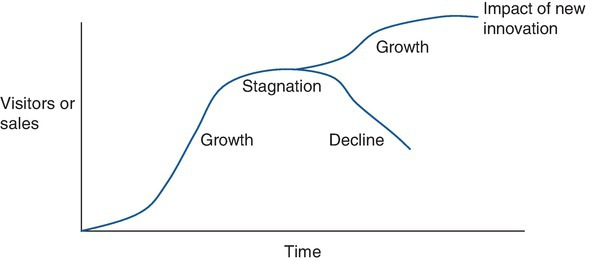 Impact of new
innovation
Growth
Stagnation
Visitors or
sales
Growth
Decline
Time